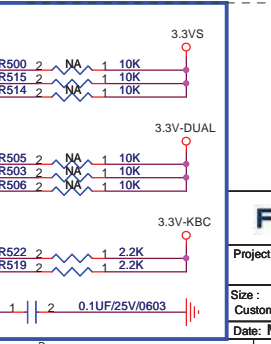 3.3VS
R500 2 NA 1 10K
R515 2 1 10K
R514 2 NA 1 10K
3.3V-DUAL
R505 2 NA 1 10K
R503 2 NA 1 10K
R506 2 NA 1 10K
3.3V-KBC
R522 2 1 2.2K
R519 2 1 2.2K
F
Project
1 2 0.1UF/25V/0603
Size :
Custom
Date: